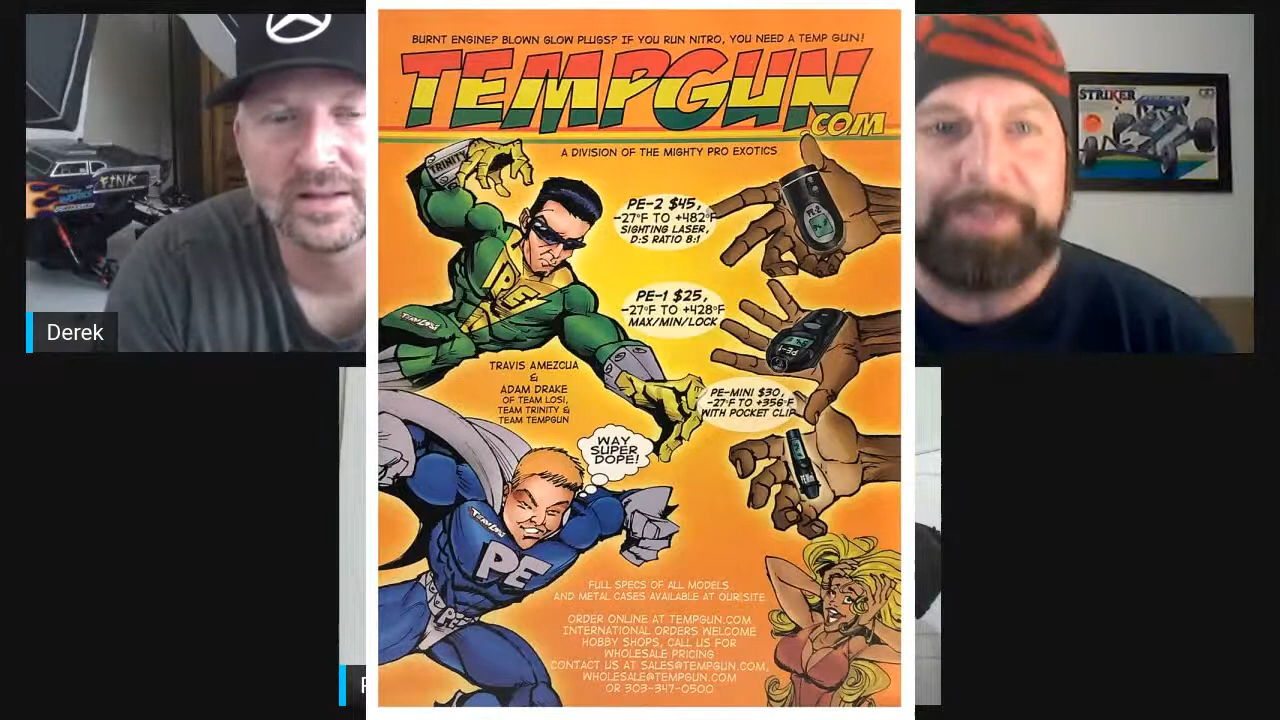 BURNT ENGINE? BLOWN GLOW PLUGS? IF YOU RUN NITRO, YOU NEED A TEMP GUN!
TEMPGUN
.COM
A DIVISION OF THE MIGHTY PRO EXOTICS
TRINITY
PE-2 $45,
-27°F TO +482°F
SIGHTING LASER,
D:S RATIO 8:1
PE-2
PE
PE-1 $25,
-27°F TO +428°F
MAX/MIN/LOCK
PE-1
TRAVIS AMEZCUA
&
ADAM DRAKE
OF TEAM LOSI,
TEAM TRINITY &
TEAM TEMPGUN
PE-MINI $30,
-27°F TO +356°F
WITH POCKET CLIP
WAY
SUPER
DOPE!
PE
FULL SPECS OF ALL MODELS
AND METAL CASES AVAILABLE AT OUR SITE
ORDER ONLINE AT TEMPGUN.COM
INTERNATIONAL ORDERS WELCOME
HOBBY SHOPS, CALL US FOR
WHOLESALE PRICING
CONTACT US AT SALES@TEMPGUN.COM,
WHOLESALE@TEMPGUN.COM
OR 303-347-0500
FINK
Derek
STRIKER